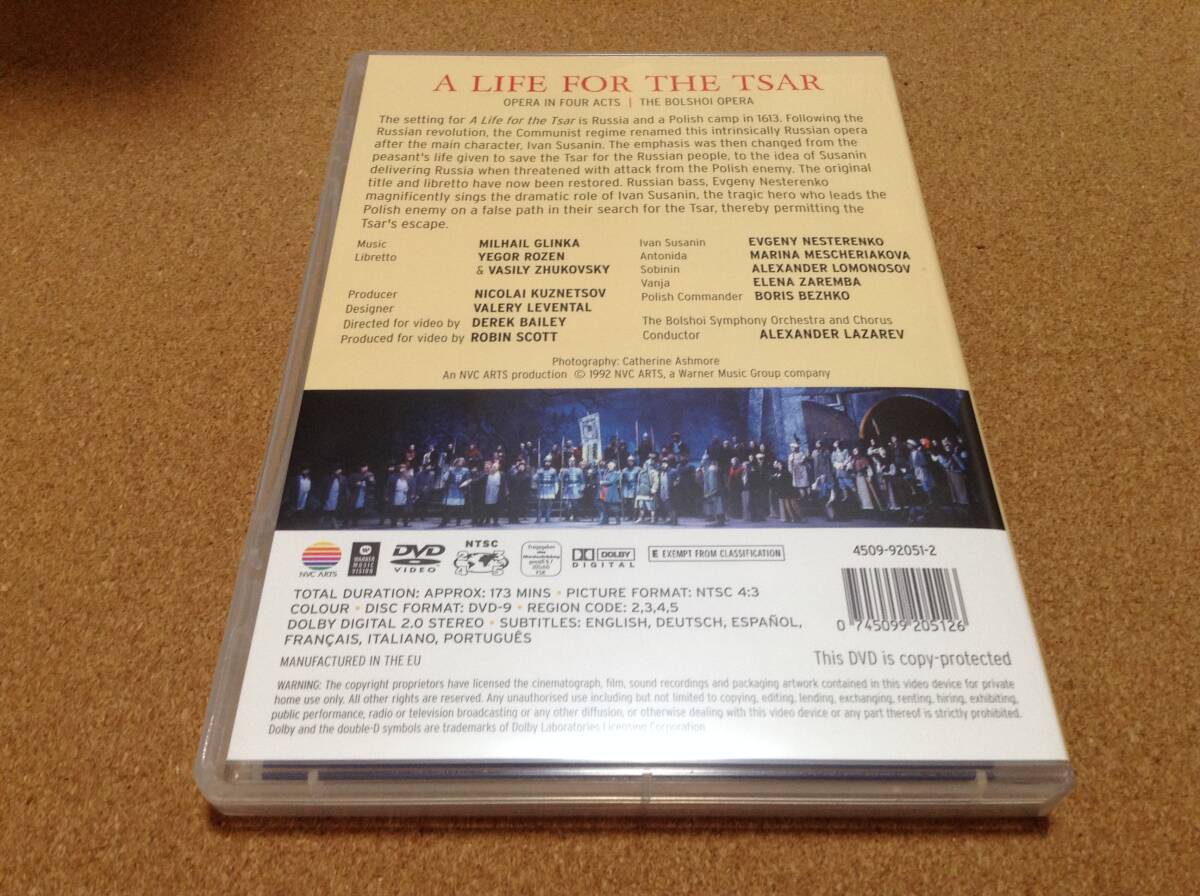 A LIFE FOR THE TSAR
OPERA IN FOUR ACTS | THE BOLSHOI OPERA
The setting for A Life for the Tsar is Russia and a Polish camp in 1613. Following the
Russian revolution, the Communist regime renamed this intrinsically Russian opera
after the main character, Ivan Susanin. The emphasis was then changed from the
peasant's life given to save the Tsar for the Russian people, to the idea of Susanin
delivering Russia when threatened with attack from the Polish enemy. The original
title and libretto have now been restored. Russian bass, Evgeny Nesterenko
magnificently sings the dramatic role of Ivan Susanin, the tragic hero who leads the
Polish enemy on a false path in their search for the Tsar, thereby permitting the
Tsar's escape.
Music MILHAIL GLINKA
Libretto YEGOR ROZEN
& VASILY ZHUKOVSKY
Producer NICOLAI KUZNETSOV
Designer VALERY LEVENTAL
Directed for video by DEREK BAILEY
Produced for video by ROBIN SCOTT
Ivan Susanin EVGENY NESTERENKO
Antonida MARINA MESCHERIAKOVA
Sobinin ALEXANDER LOMONOSOV
Vanja ELENA ZAREMBA
Polish Commander BORIS BEZHKO
The Bolshoi Symphony Orchestra and Chorus
Conductor ALEXANDER LAZAREV
Photography: Catherine Ashmore
An NVC ARTS production © 1992 NVC ARTS, a Warner Music Group company
NVC ARTS
WARNER
MUSIC
VISION
DVD
VIDEO
NTSC
2 3
4 5
Freigegeben
ohne
Altersbeschränkung
gemäß § 7
JÖSchG
FSK
DOLBY
DIGITAL
E EXEMPT FROM CLASSIFICATION
4509-92051-2
TOTAL DURATION: APPROX: 173 MINS • PICTURE FORMAT: NTSC 4:3
COLOUR • DISC FORMAT: DVD-9 • REGION CODE: 2,3,4,5
DOLBY DIGITAL 2.0 STEREO • SUBTITLES: ENGLISH, DEUTSCH, ESPAÑOL,
FRANÇAIS, ITALIANO, PORTUGUÊS
0 745099 205126
MANUFACTURED IN THE EU
This DVD is copy-protected
WARNING: The copyright proprietors have licensed the cinematograph, film, sound recordings and packaging artwork contained in this video device for private
home use only. All other rights are reserved. Any unauthorised use including but not limited to copying, editing, lending, exchanging, renting, hiring, exhibiting,
public performance, radio or television broadcasting or any other diffusion, or otherwise dealing with this video device or any part thereof is strictly prohibited.
Dolby and the double-D symbols are trademarks of Dolby Laboratories Licensing Corporation.